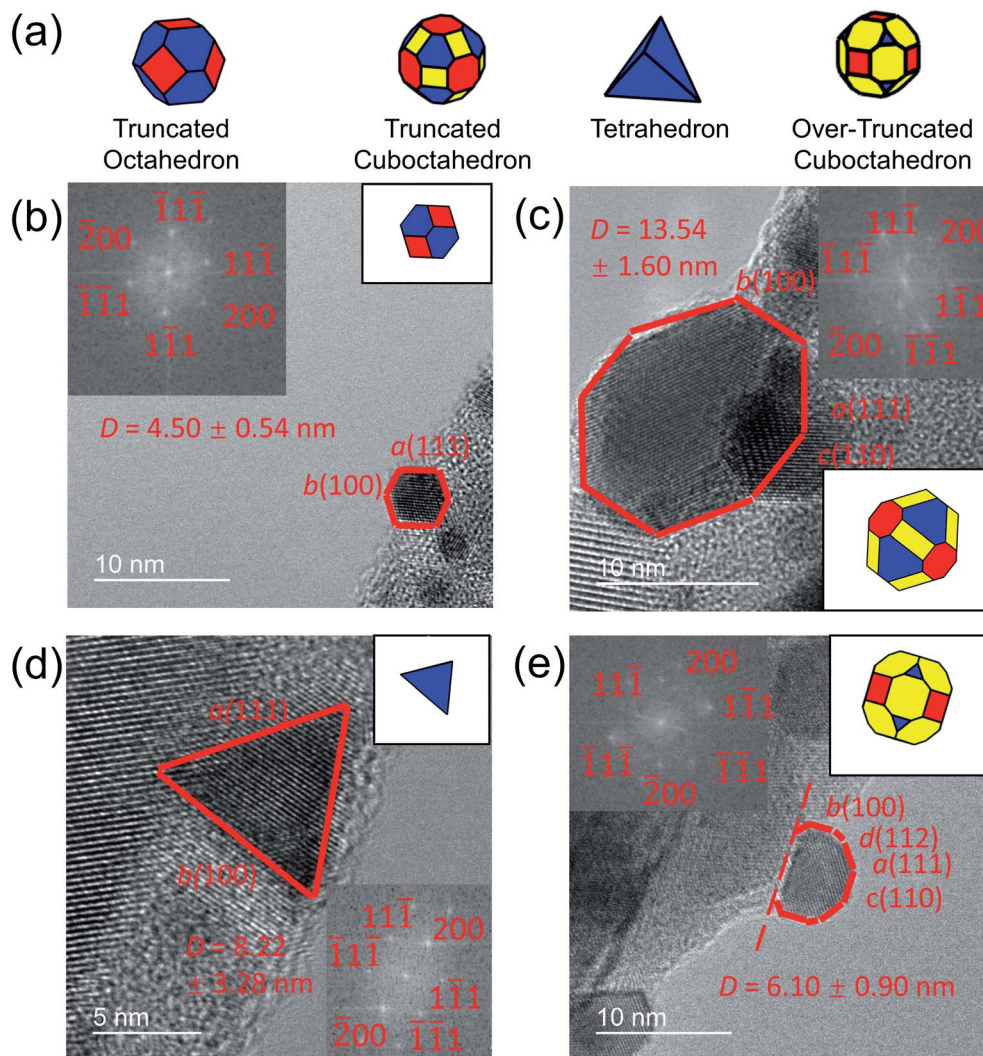 (a)
Truncated
Octahedron
Truncated
Cuboctahedron
Tetrahedron
Over-Truncated
Cuboctahedron
(b)
1̅11̅
2̅00
111̅
1̅1̅1
200
11̅1
D = 4.50 ± 0.54 nm
a(111)
b(100)
10 nm
(c)
D = 13.54
± 1.60 nm
b(100)
111̅
200
1̅11̅
11̅1
2̅00
1̅1̅1
a(111)
c(110)
10 nm
(d)
a(111)
b(100)
D = 8.22
± 3.28 nm
111̅
200
1̅11̅
11̅1
2̅00
1̅1̅1
5 nm
(e)
200
111̅
11̅1
1̅11̅
1̅1̅1
2̅00
b(100)
d(112)
a(111)
c(110)
D = 6.10 ± 0.90 nm
10 nm